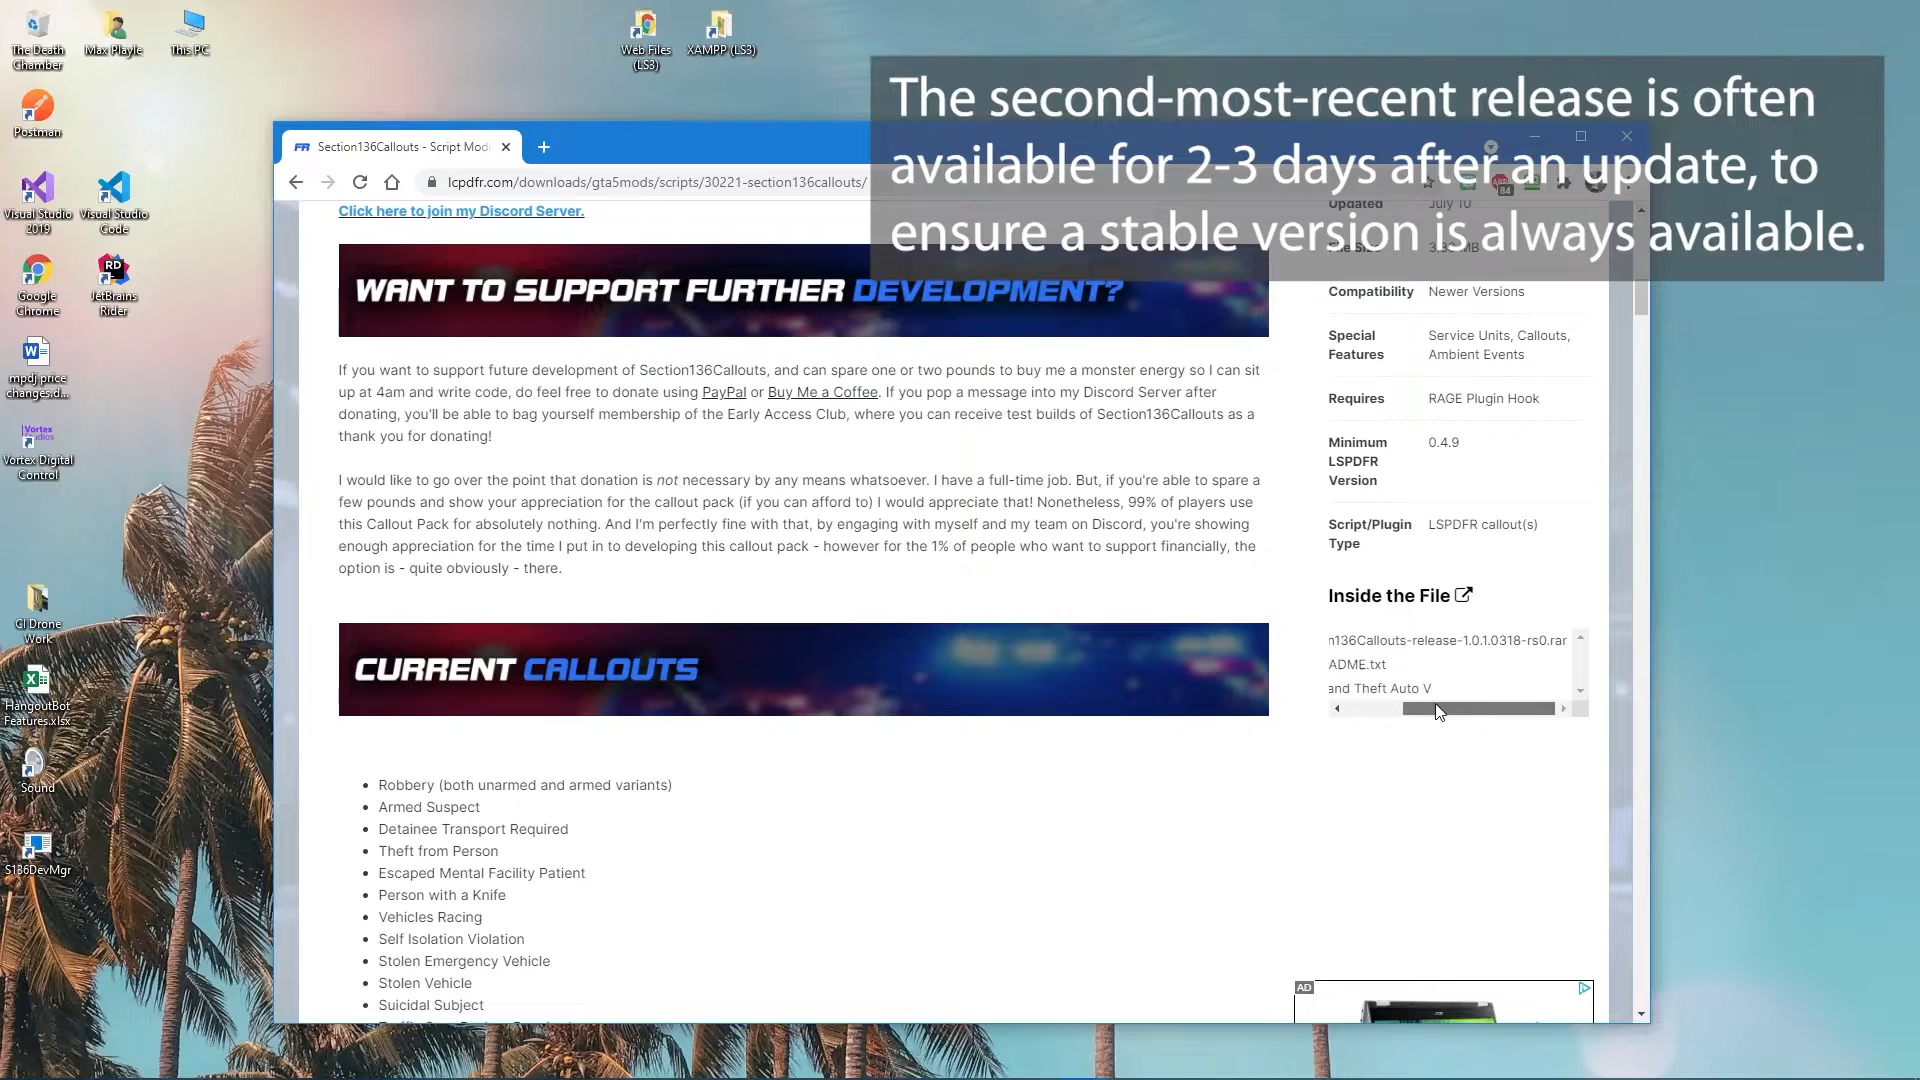 The Death
Chamber
Max Playle
This PC
Web Files
(LS3)
XAMPP (LS3)
Postman
Visual Studio
2019
Visual Studio
Code
Google
Chrome
JetBrains
Rider
mpdj price
changes.d...
Vortex Digital
Control
CI Drone
Work
HangoutBot
Features.xlsx
Sound
S136DevMgr
The second-most-recent release is often
available for 2-3 days after an update, to
ensure a stable version is always available.
Section136Callouts - Script Mod
lcpdfr.com/downloads/gta5mods/scripts/30221-section136callouts/
Click here to join my Discord Server.
WANT TO SUPPORT FURTHER DEVELOPMENT?
If you want to support future development of Section136Callouts, and can spare one or two pounds to buy me a monster energy so I can sit
up at 4am and write code, do feel free to donate using PayPal or Buy Me a Coffee. If you pop a message into my Discord Server after
donating, you'll be able to bag yourself membership of the Early Access Club, where you can receive test builds of Section136Callouts as a
thank you for donating!
I would like to go over the point that donation is not necessary by any means whatsoever. I have a full-time job. But, if you're able to spare a
few pounds and show your appreciation for the callout pack (if you can afford to) I would appreciate that! Nonetheless, 99% of players use
this Callout Pack for absolutely nothing. And I'm perfectly fine with that, by engaging with myself and my team on Discord, you're showing
enough appreciation for the time I put in to developing this callout pack - however for the 1% of people who want to support financially, the
option is - quite obviously - there.
CURRENT CALLOUTS
Robbery (both unarmed and armed variants)
Armed Suspect
Detainee Transport Required
Theft from Person
Escaped Mental Facility Patient
Person with a Knife
Vehicles Racing
Self Isolation Violation
Stolen Emergency Vehicle
Stolen Vehicle
Suicidal Subject
Updated July 10
File Size 3.33 MB
Compatibility Newer Versions
Special
Features
Service Units, Callouts,
Ambient Events
Requires RAGE Plugin Hook
Minimum
LSPDFR
Version
0.4.9
Script/Plugin
Type
LSPDFR callout(s)
Inside the File
n136Callouts-release-1.0.1.0318-rs0.rar
ADME.txt
and Theft Auto V
AD